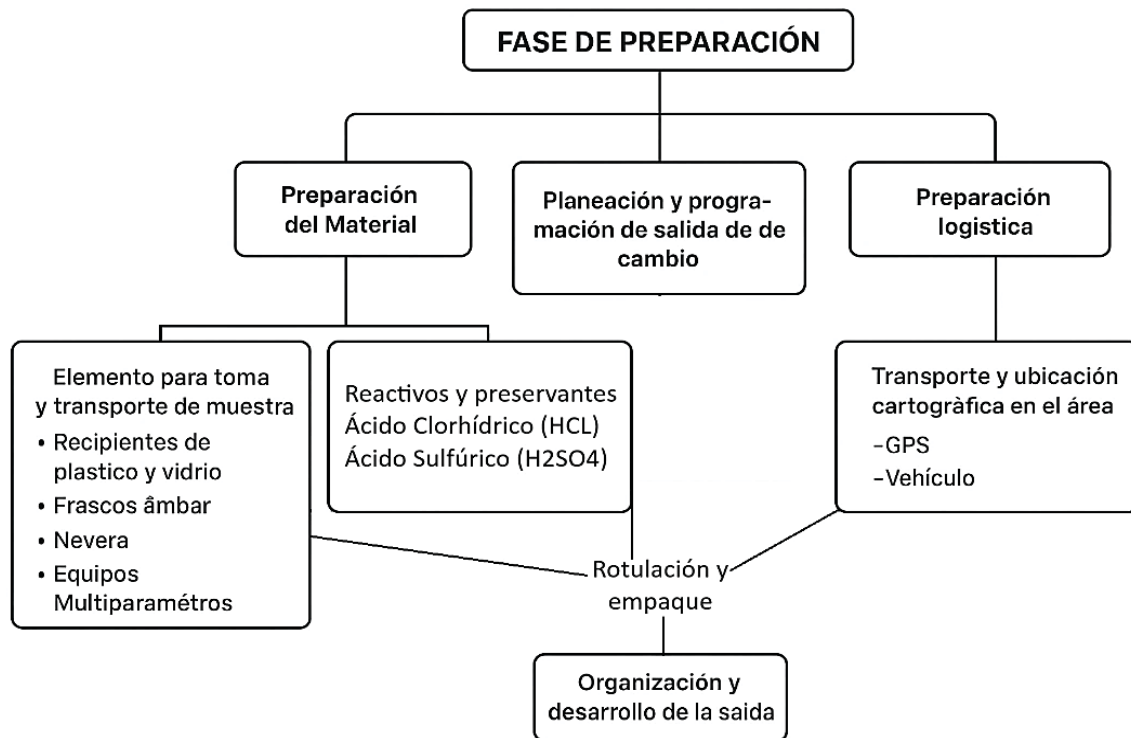 FASE DE PREPARACIÓN
Preparación
del Material
Planeación y progra-
mación de salida de de
cambio
Preparación
logistica
Elemento para toma
y transporte de muestra
• Recipientes de
plastico y vidrio
• Frascos âmbar
• Nevera
• Equipos
Multiparamétros
Reactivos y preservantes
Ácido Clorhídrico (HCL)
Ácido Sulfúrico (H2SO4)
Transporte y ubicación
cartogràfica en el área
-GPS
-Vehículo
Rotulación y
empaque
Organización y
desarrollo de la saida